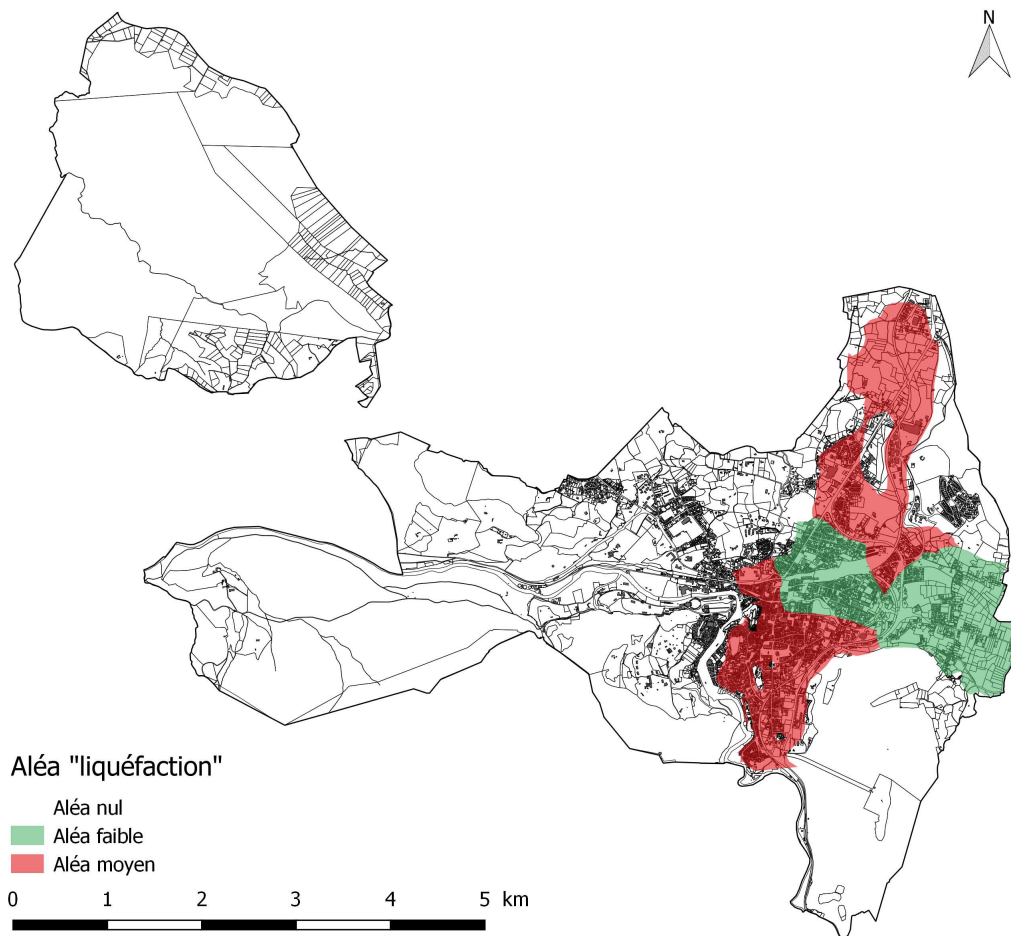 N
Aléa "liquéfaction"
Aléa nul
Aléa faible
Aléa moyen
0 1 2 3 4 5 km